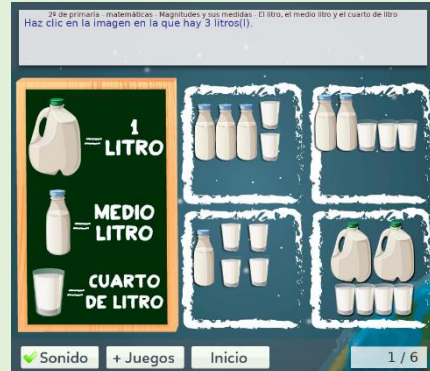 2º de primaria - matemáticas - Magnitudes y sus medidas - El litro, el medio litro y el cuarto de litro
Haz clic en la imagen en la que hay 3 litros(l).
= 1
LITRO
= MEDIO
LITRO
= CUARTO
DE LITRO
Sonido
+ Juegos
Inicio
1 / 6